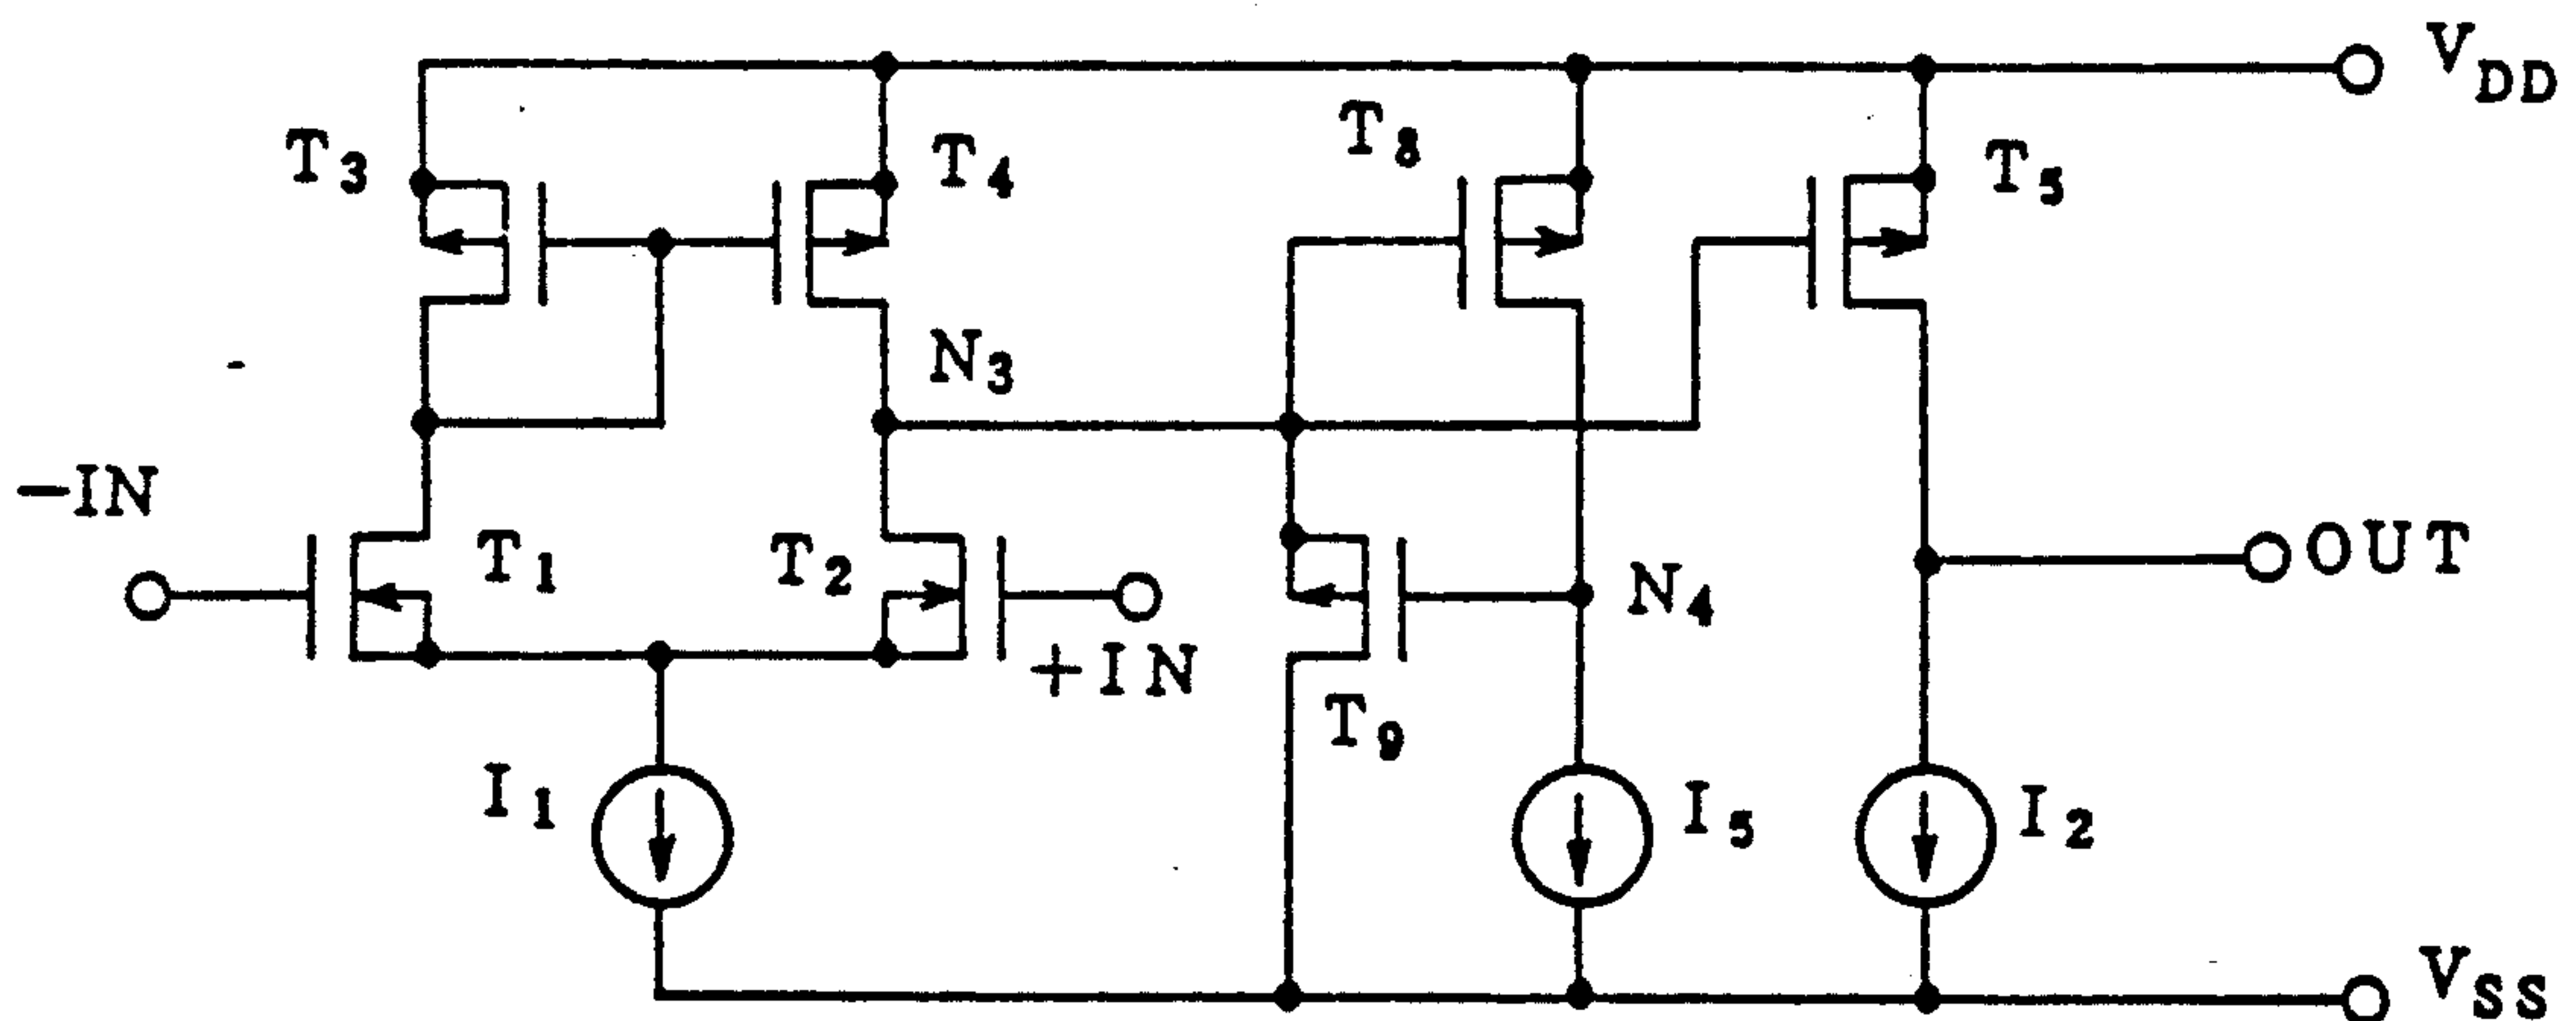 V_DD
T_3
T_4
T_8
T_5
N_3
-IN
T_1
T_2
+IN
N_4
OUT
T_9
I_1
I_5
I_2
V_SS